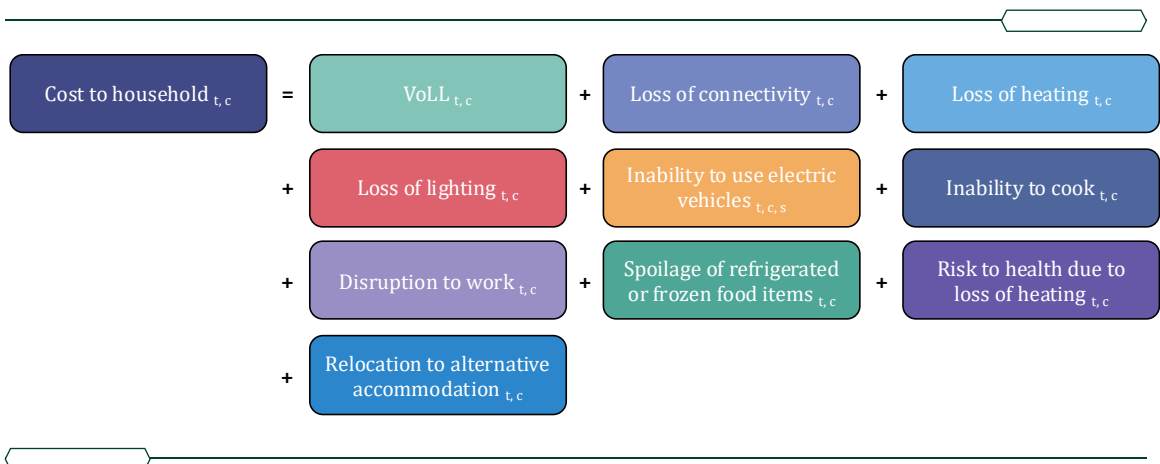 Cost to household t, c = VoLL t, c + Loss of connectivity t, c + Loss of heating t, c
+ Loss of lighting t, c + Inability to use electric
vehicles t, c, s + Inability to cook t, c
+ Disruption to work t, c + Spoilage of refrigerated
or frozen food items t, c + Risk to health due to
loss of heating t, c
+ Relocation to alternative
accommodation t, c